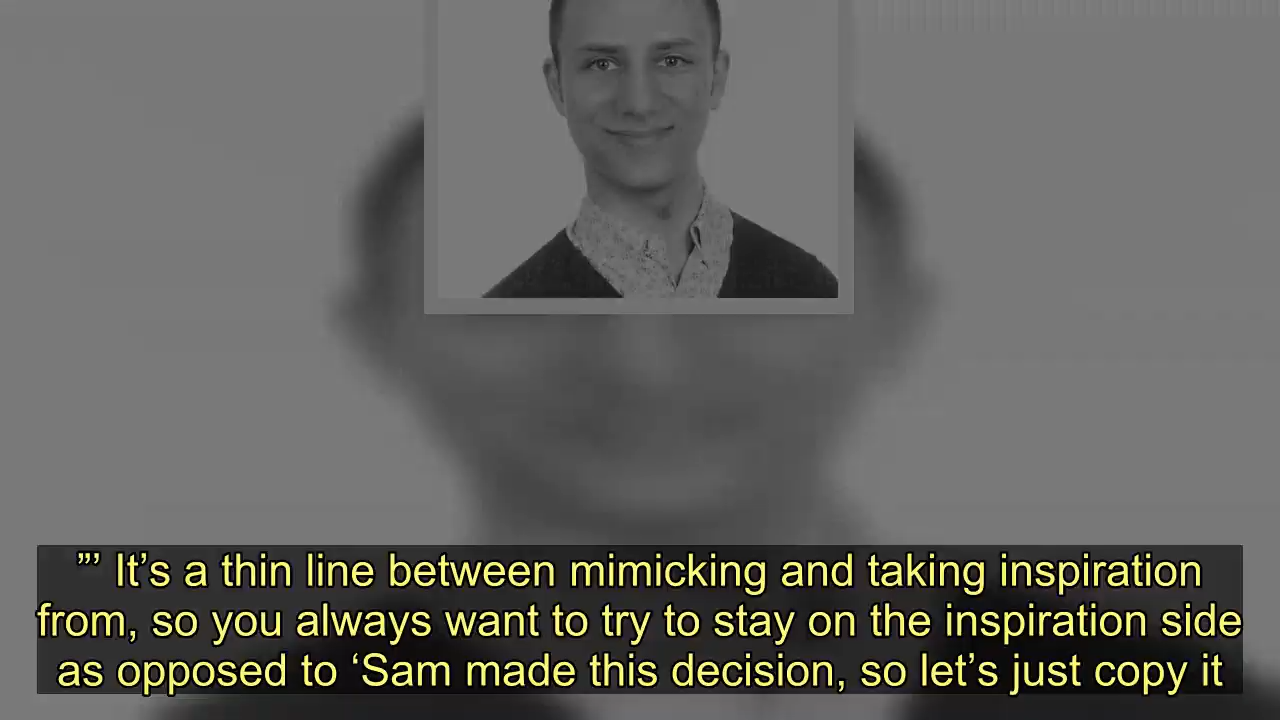 ”’ It’s a thin line between mimicking and taking inspiration
from, so you always want to try to stay on the inspiration side
as opposed to ‘Sam made this decision, so let’s just copy it